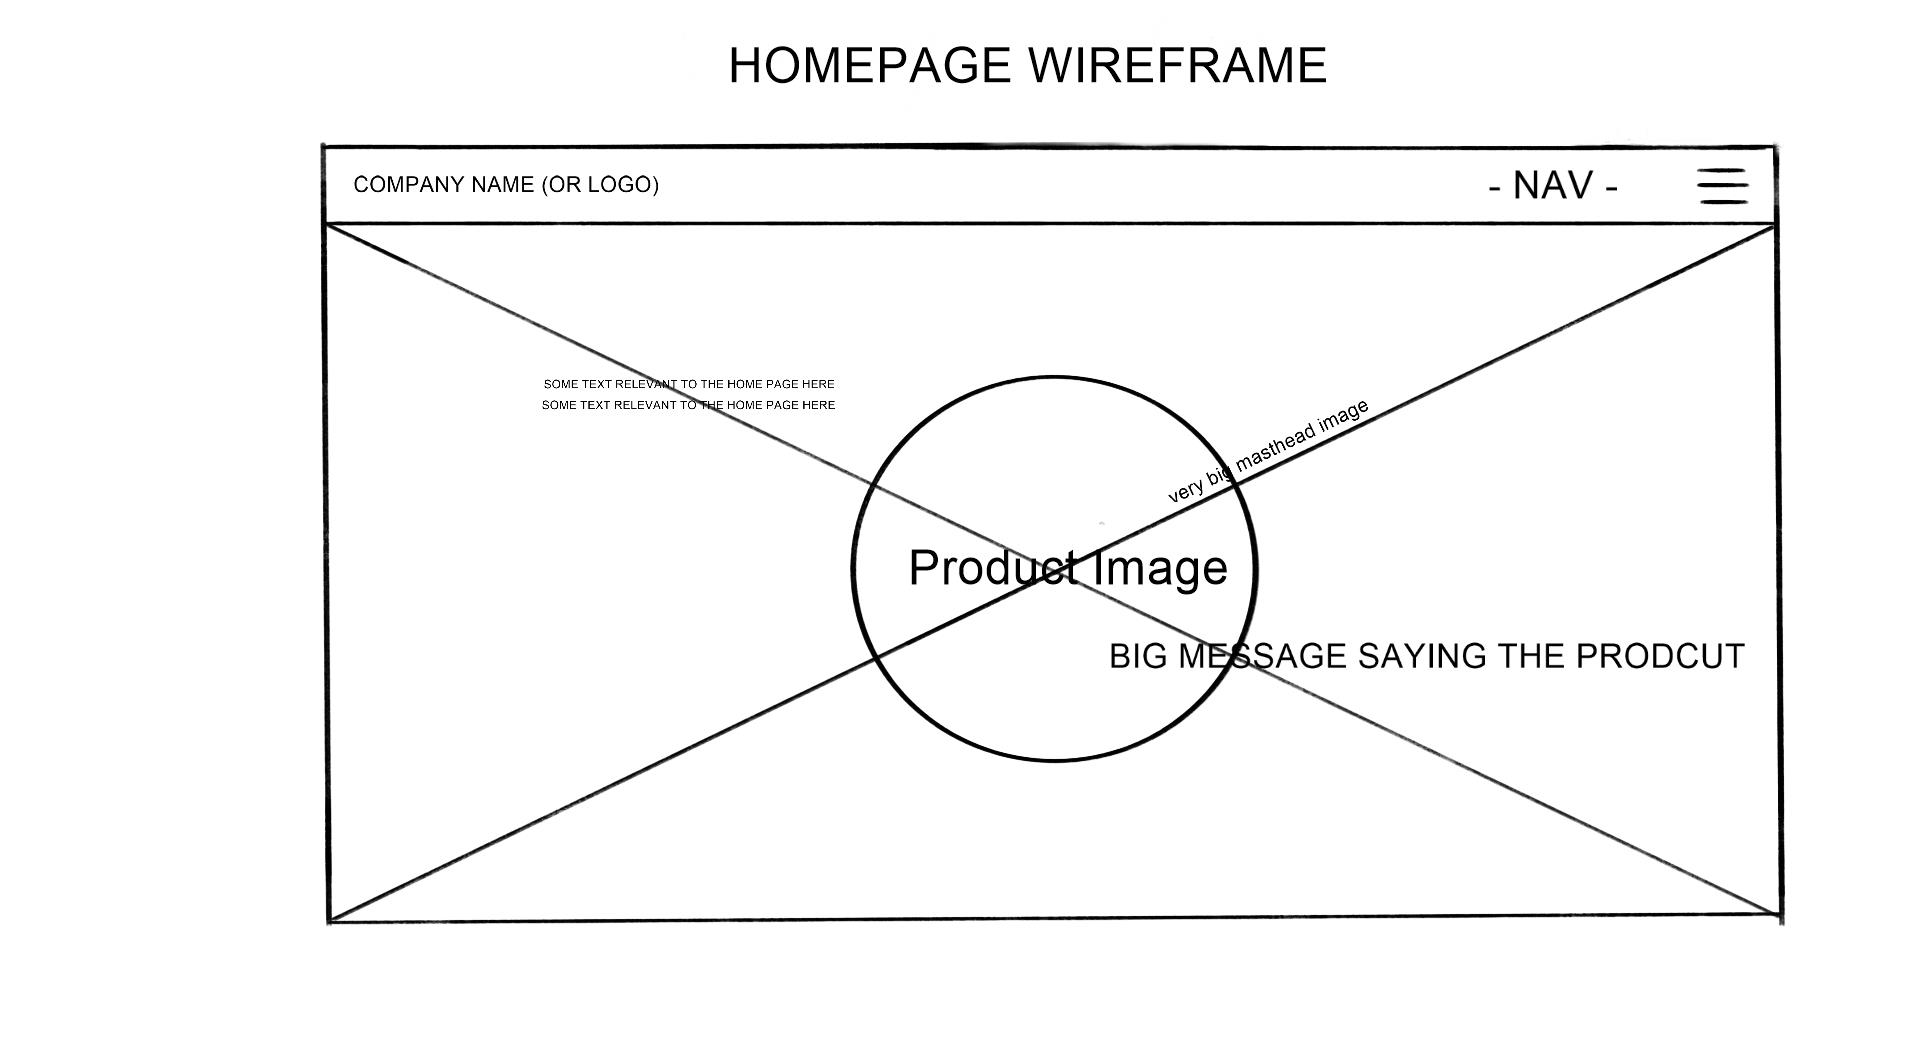 HOMEPAGE WIREFRAME
COMPANY NAME (OR LOGO)
- NAV -
SOME TEXT RELEVANT TO THE HOME PAGE HERE
SOME TEXT RELEVANT TO THE HOME PAGE HERE
very big masthead image
Product Image
BIG MESSAGE SAYING THE PRODCUT